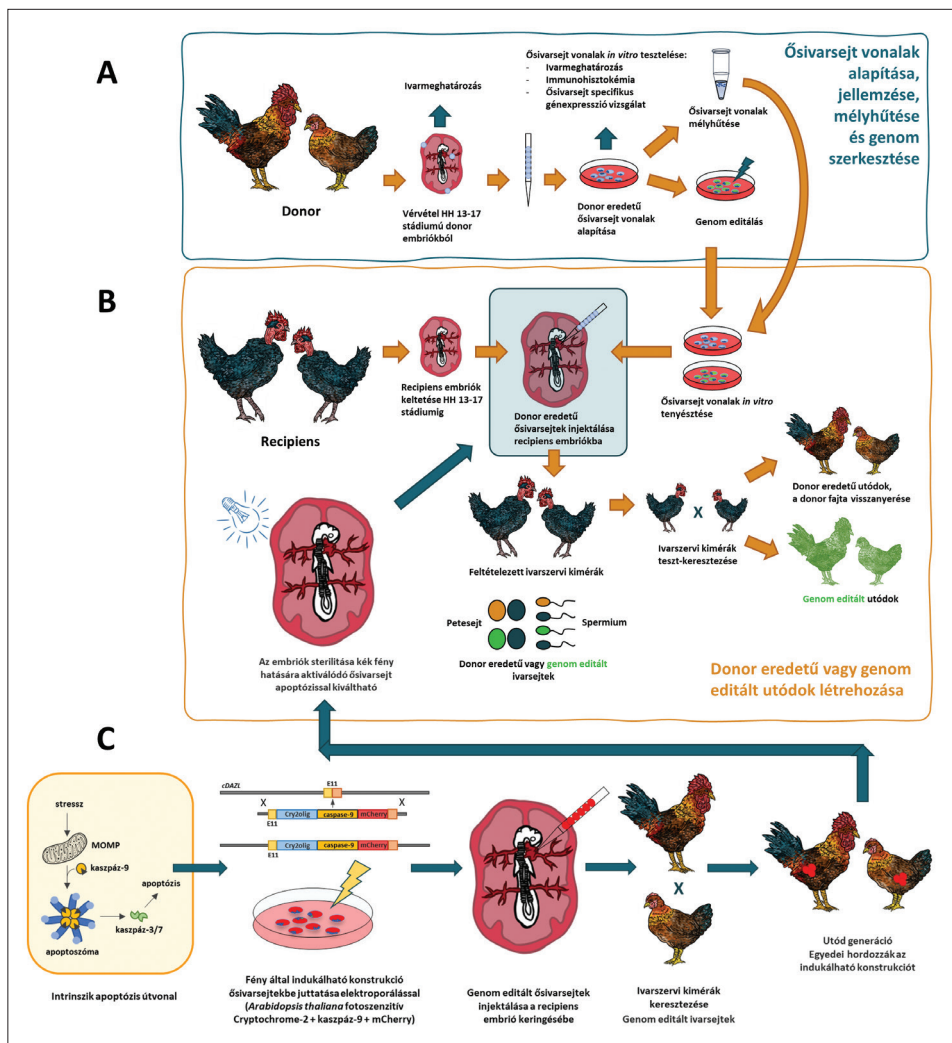 A
Ősivarsejt vonalak
alapítása,
jellemzése,
mélyhűtése
és genom
szerkesztése
Ivarmeghatározás
Ősivarsejt vonalak in vitro tesztelése:
- Ivarmeghatározás
- Immunohisztokémia
- Ősivarsejt specifikus
génexpresszió vizsgálat
Ősivarsejt vonalak
mélyhűtése
Donor
Vérvétel HH 13-17
stádiumú donor
embriókból
Donor eredetű
ősivarsejt vonalak
alapítása
Genom editálás
B
Recipiens
Recipiens embriók
keltetése HH 13-17
stádiumig
Donor eredetű
ősivarsejtek injektálása
recipiens embriókba
Ősivarsejt vonalak in vitro
tenyésztése
Donor eredetű utódok,
a donor fajta visszanyerése
X
Feltételezett ivarszervi kimérák
Ivarszervi kimérák
teszt-keresztezése
Genom editált utódok
Petesejt
Spermium
Donor eredetű vagy genom editált
ivarsejtek
Az embriók sterilitása kék fény
hatására aktiválódó ősivarsejt
apoptózissal kiváltható
Donor eredetű vagy genom
editált utódok létrehozása
C
stressz
MOMP
kaszpáz-9
apoptózis
kaszpáz-3/7
apoptoszóma
Intrinszik apoptózis útvonal
cDAZL
E11
X
X
Cry2olig
caspase-9
mCherry
E11
Cry2olig
caspase-9
mCherry
E11
Fény által indukálható konstrukció
ősivarsejtekbe juttatása elektroporálással
(Arabidopsis thaliana fotoszenzitív
Cryptochrome-2 + kaszpáz-9 + mCherry)
Genom editált ősivarsejtek
injektálása a recipiens
embrió keringésébe
X
Ivarszervi kimérák
keresztezése
Genom editált ivarsejtek
Utód generáció
Egyedei hordozzák az
indukálható konstrukciót